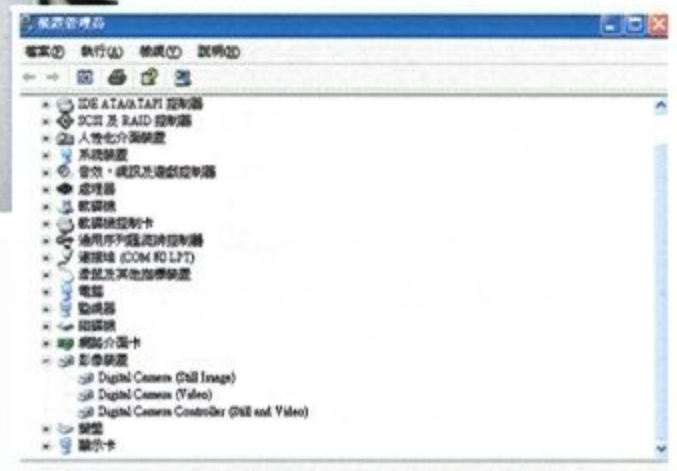 裝置管理員
檔案(F) 執行(A) 檢視(V) 說明(H)
IDE ATA/ATAPI 控制器
SCSI 及 RAID 控制器
人性化介面裝置
系統裝置
音效，視訊及遊戲控制器
處理器
軟碟機
軟碟機控制卡
通用序列匯流排控制器
連接埠 (COM 和 LPT)
滑鼠及其他指標裝置
電腦
監視器
磁碟機
網路介面卡
影像裝置
Digital Camera (Still Image)
Digital Camera (Video)
Digital Camera Controller (Still and Video)
鍵盤
顯示卡